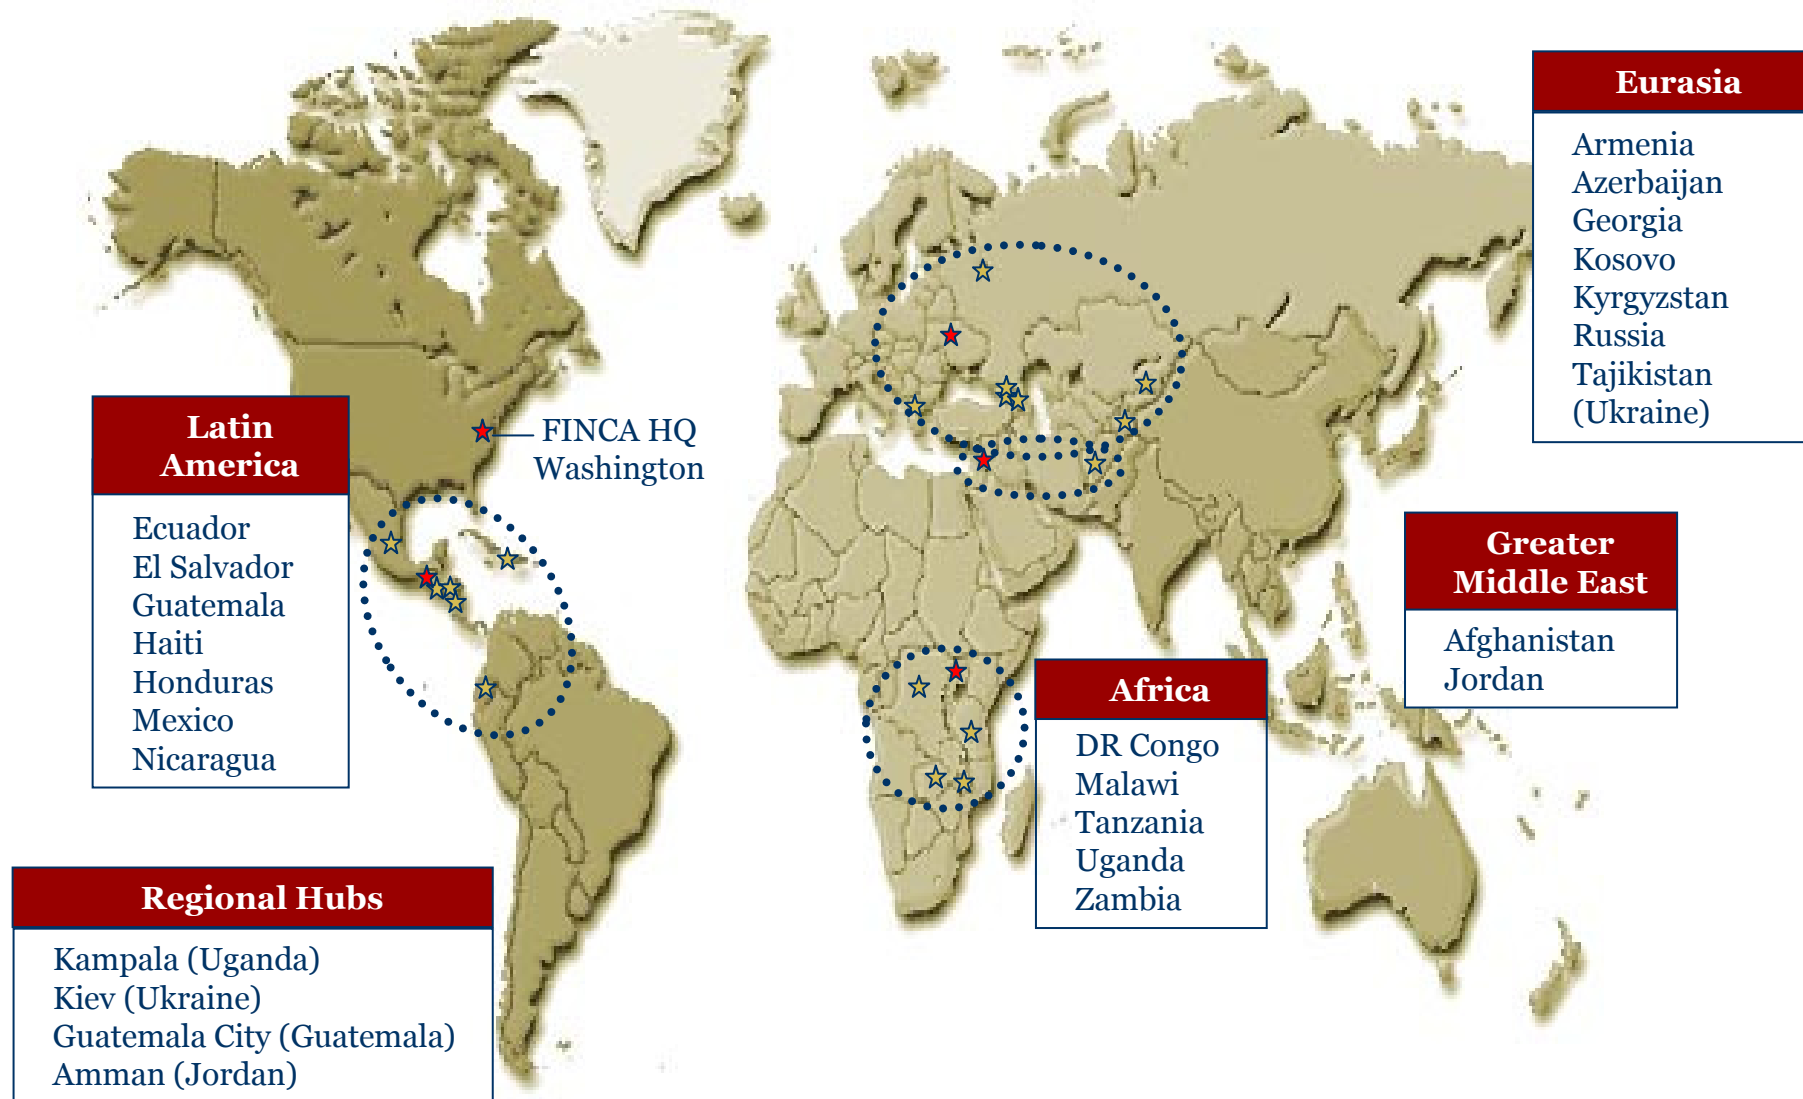 Eurasia
Armenia
Azerbaijan
Georgia
Kosovo
Kyrgyzstan
Russia
Tajikistan
(Ukraine)
Latin
America
Ecuador
El Salvador
Guatemala
Haiti
Honduras
Mexico
Nicaragua
FINCA HQ
Washington
Greater
Middle East
Afghanistan
Jordan
Africa
DR Congo
Malawi
Tanzania
Uganda
Zambia
Regional Hubs
Kampala (Uganda)
Kiev (Ukraine)
Guatemala City (Guatemala)
Amman (Jordan)